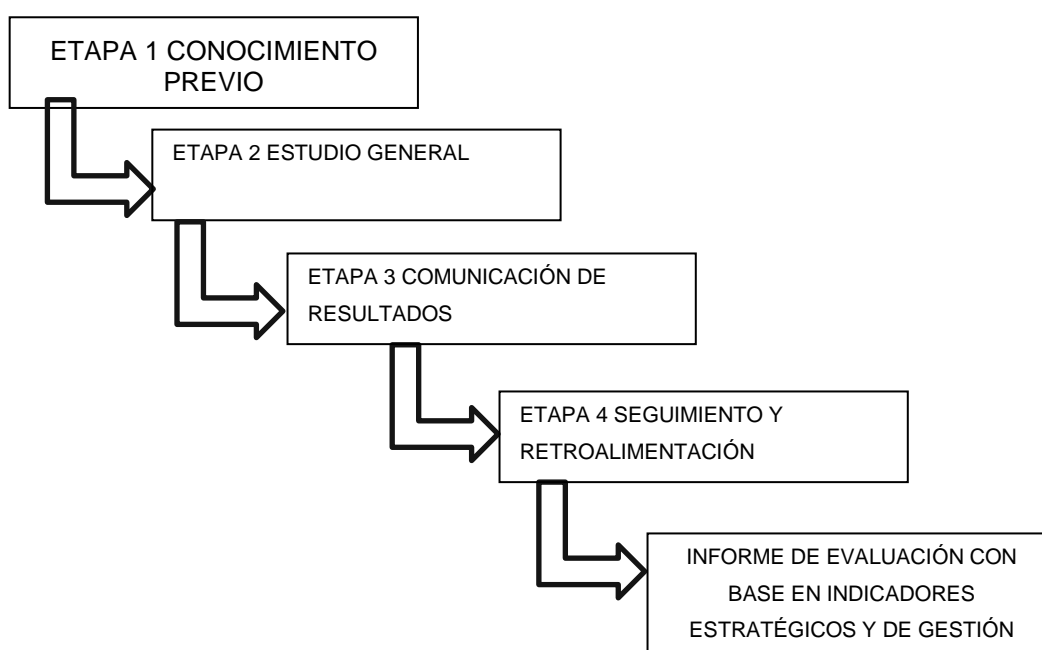 ETAPA 1 CONOCIMIENTO
PREVIO
ETAPA 2 ESTUDIO GENERAL
ETAPA 3 COMUNICACIÓN DE
RESULTADOS
ETAPA 4 SEGUIMIENTO Y
RETROALIMENTACIÓN
INFORME DE EVALUACIÓN CON
BASE EN INDICADORES
ESTRATÉGICOS Y DE GESTIÓN